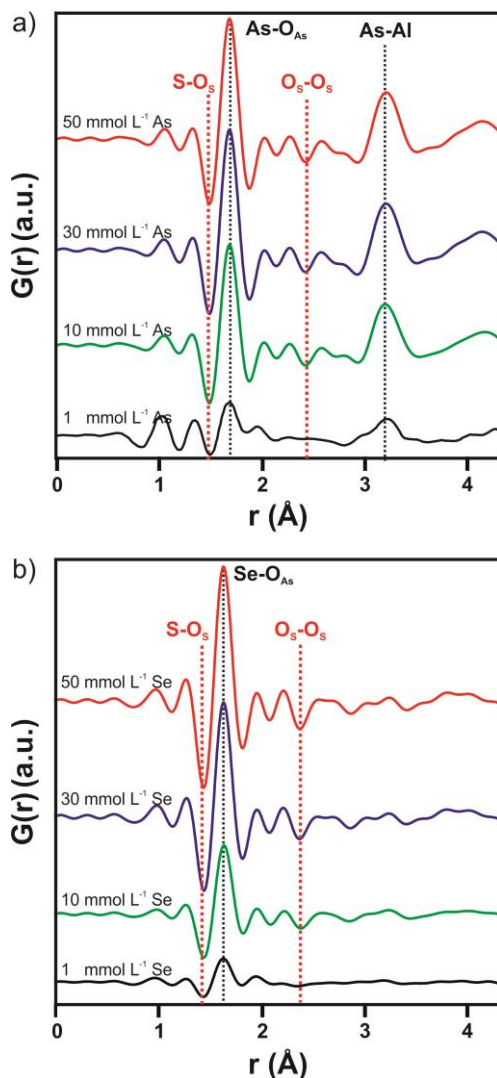 a)
As-O_As
As-Al
S-O_S
O_S-O_S
50 mmol L⁻¹ As
30 mmol L⁻¹ As
10 mmol L⁻¹ As
1 mmol L⁻¹ As
G(r) (a.u.)
0 1 2 3 4
r (Å)
b)
Se-O_As
S-O_S
O_S-O_S
50 mmol L⁻¹ Se
30 mmol L⁻¹ Se
10 mmol L⁻¹ Se
1 mmol L⁻¹ Se
G(r) (a.u.)
0 1 2 3 4
r (Å)